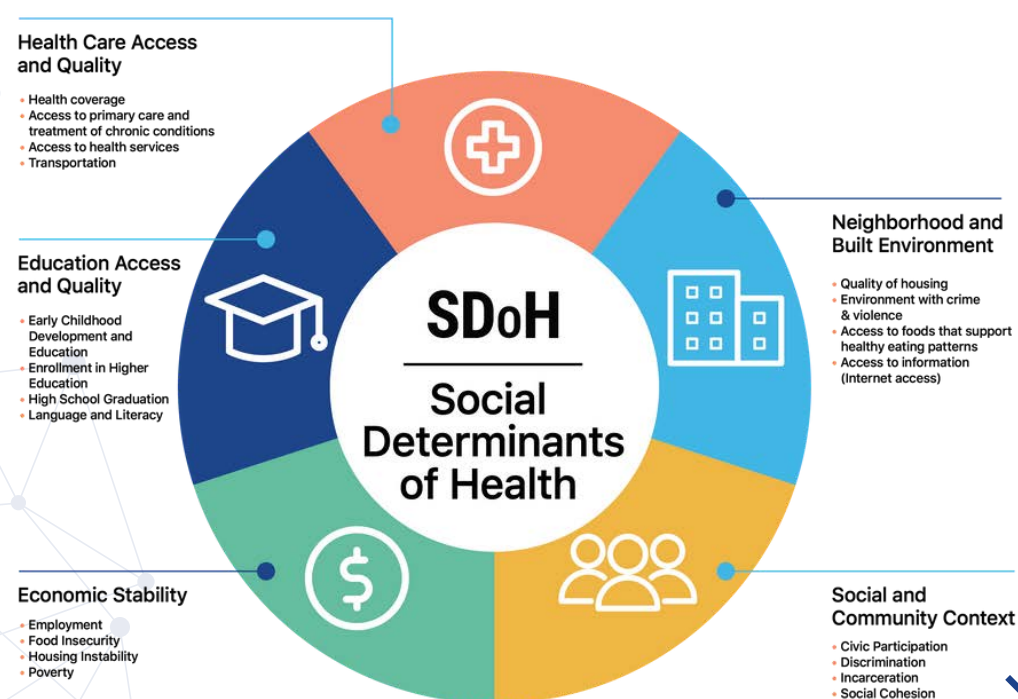 Health Care Access
and Quality
• Health coverage
• Access to primary care and
treatment of chronic conditions
• Access to health services
• Transportation
Education Access
and Quality
• Early Childhood
Development and
Education
• Enrollment in Higher
Education
• High School Graduation
• Language and Literacy
Economic Stability
• Employment
• Food Insecurity
• Housing Instability
• Poverty
SDoH
Social
Determinants
of Health
$
Neighborhood and
Built Environment
• Quality of housing
• Environment with crime
& violence
• Access to foods that support
healthy eating patterns
• Access to information
(Internet access)
Social and
Community Context
• Civic Participation
• Discrimination
• Incarceration
• Social Cohesion